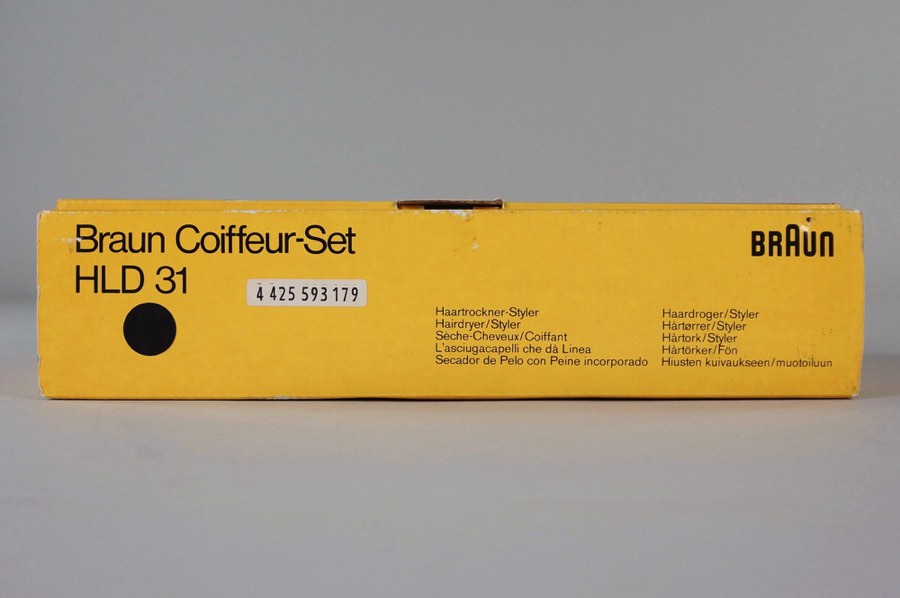 Braun Coiffeur-Set
HLD 31
BRAUN
4 425 593 179
Haartrockner-Styler
Hairdryer/Styler
Sèche-Cheveux/Coiffant
L'asciugacapelli che dà Linea
Secador de Pelo con Peine incorporado
Haardroger/Styler
Hårtørrer/Styler
Hårtork/Styler
Hårtörker/Fön
Hiusten kuivaukseen/muotoiluun